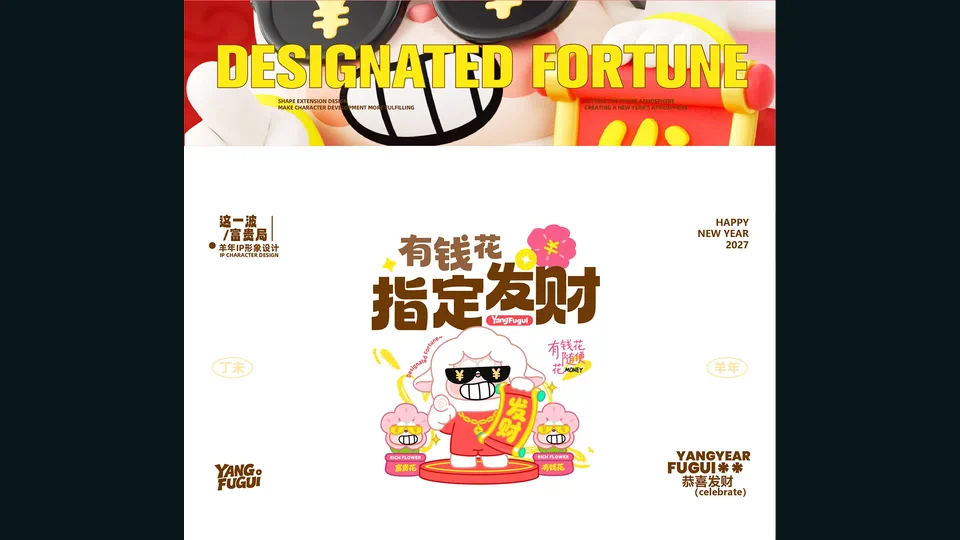 DESIGNATED FORTUNE
SHAPE EXTENSION DESIGN
MAKE CHARACTER DEVELOPMENT MORE FULFILLING
CREATING A NEW YEAR'S ATMOSPHERE
这一波
/富贵局
羊年IP形象设计
IP CHARACTER DESIGN
HAPPY
NEW YEAR
2027
有钱花
指定发财
YangFugui
Designated Fortune~
有钱花
随便
花 MONEY
丁未
羊年
发财
RICH FLOWER
富贵花
RICH FLOWER
有钱花
YANG
FUGUI
YANGYEAR
FUGUI**
恭喜发财
(celebrate)